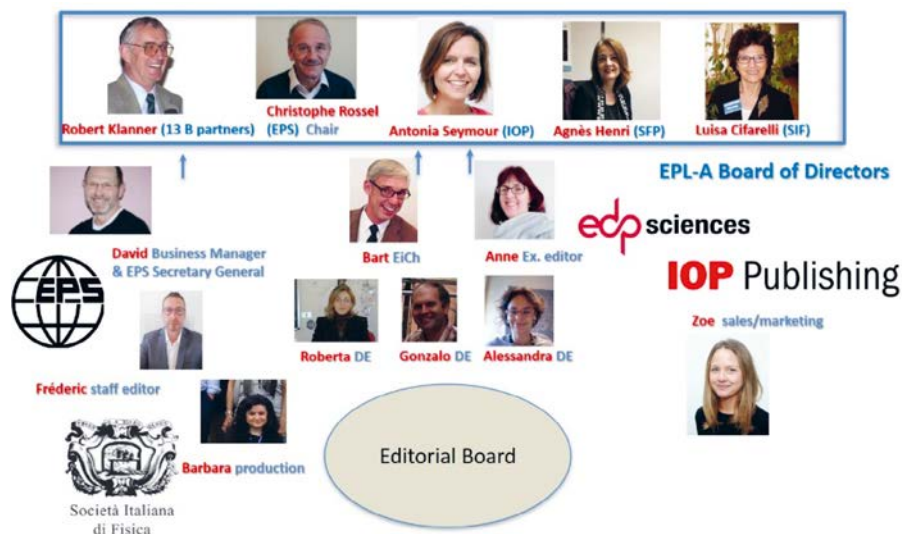 Robert Klanner (13 B partners)
Christophe Rossel
(EPS) Chair
Antonia Seymour (IOP)
Agnès Henri (SFP)
Luisa Cifarelli (SIF)
EPL-A Board of Directors
David Business Manager
& EPS Secretary General
Bart EiCh
Anne Ex. editor
edp sciences
IOP Publishing
EPS
Roberta DE
Gonzalo DE
Alessandra DE
Zoe sales/marketing
Fréderic staff editor
Barbara production
Editorial Board
Società Italiana
di Fisica